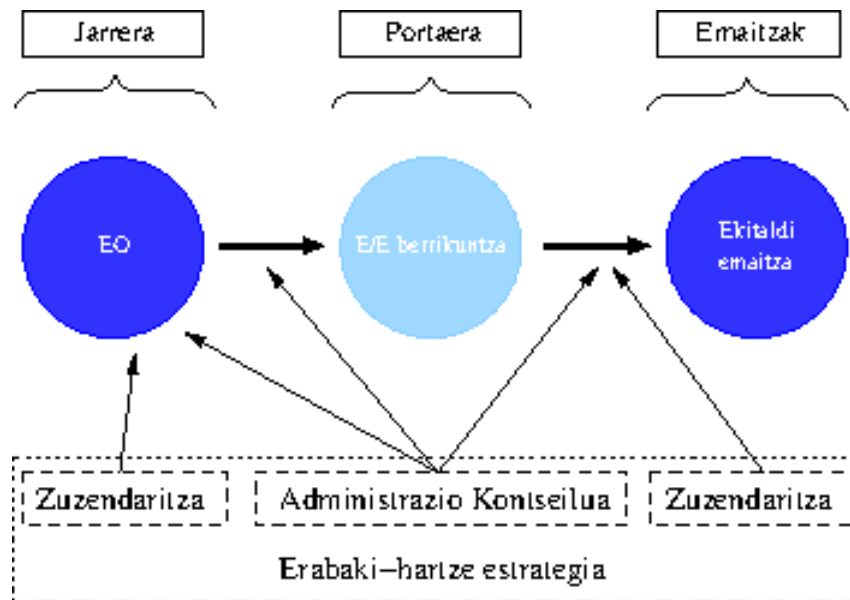 Jarrera
Portaera
Emaitzak
EO
E/E berrikuntza
Ekitaldi
emaitza
Zuzendaritza
Administrazio Kontseilua
Zuzendaritza
Erabaki-hartze estrategia